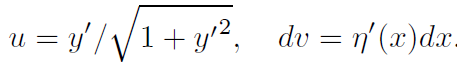 u = y′/√(1 + y′²), dv = η′(x)dx.